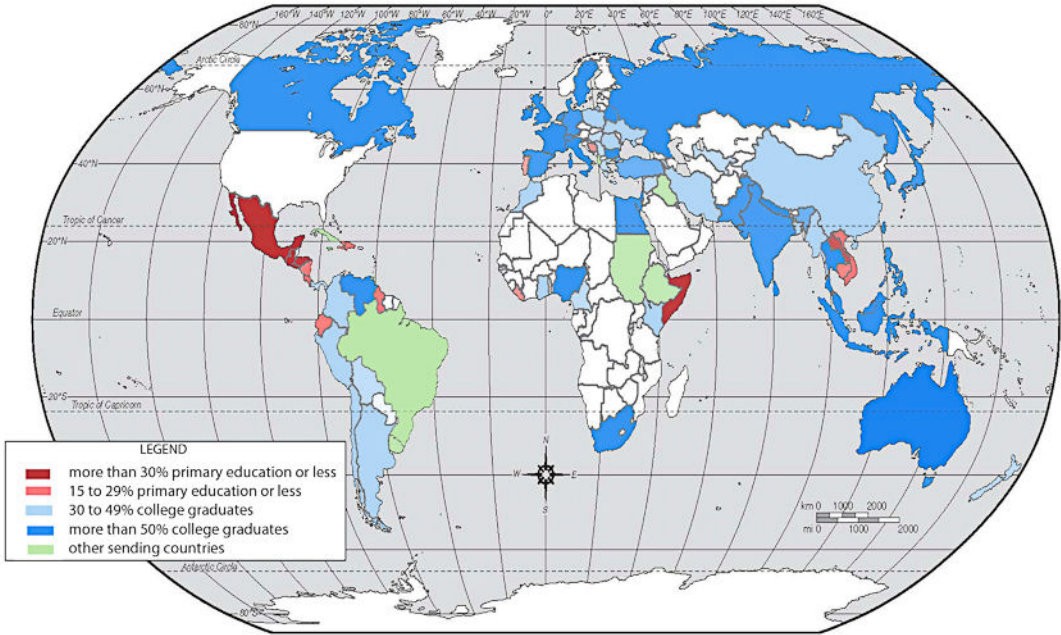 160°W 140°W 120°W 100°W 80°W 60°W 40°W 20°W 0° 20°E 40°E 60°E 80°E 100°E 120°E 140°E 160°E
80°N
Arctic Circle
60°N
40°N
Tropic of Cancer
20°N
Equator
20°S
Tropic of Capricorn
LEGEND
more than 30% primary education or less
15 to 29% primary education or less
30 to 49% college graduates
more than 50% college graduates
other sending countries
N
W E
S
km 0 1000 2000
mi 0 1000 2000
Antarctic Circle
80°S